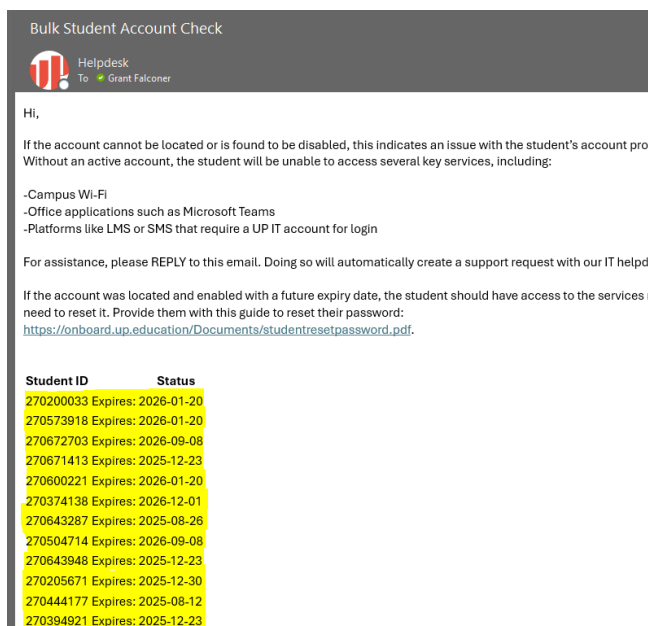 Bulk Student Account Check
Helpdesk
To Grant Falconer
Hi,
If the account cannot be located or is found to be disabled, this indicates an issue with the student's account pro
Without an active account, the student will be unable to access several key services, including:
-Campus Wi-Fi
-Office applications such as Microsoft Teams
-Platforms like LMS or SMS that require a UP IT account for login
For assistance, please REPLY to this email. Doing so will automatically create a support request with our IT helpd
If the account was located and enabled with a future expiry date, the student should have access to the services
need to reset it. Provide them with this guide to reset their password:
https://onboard.up.education/Documents/studentresetpassword.pdf.
Student ID Status
270200033 Expires: 2026-01-20
270573918 Expires: 2026-01-20
270672703 Expires: 2026-09-08
270671413 Expires: 2025-12-23
270600221 Expires: 2026-01-20
270374138 Expires: 2026-12-01
270643287 Expires: 2025-08-26
270504714 Expires: 2026-09-08
270643948 Expires: 2025-12-23
270205671 Expires: 2025-12-30
270444177 Expires: 2025-08-12
270394921 Expires: 2025-12-23